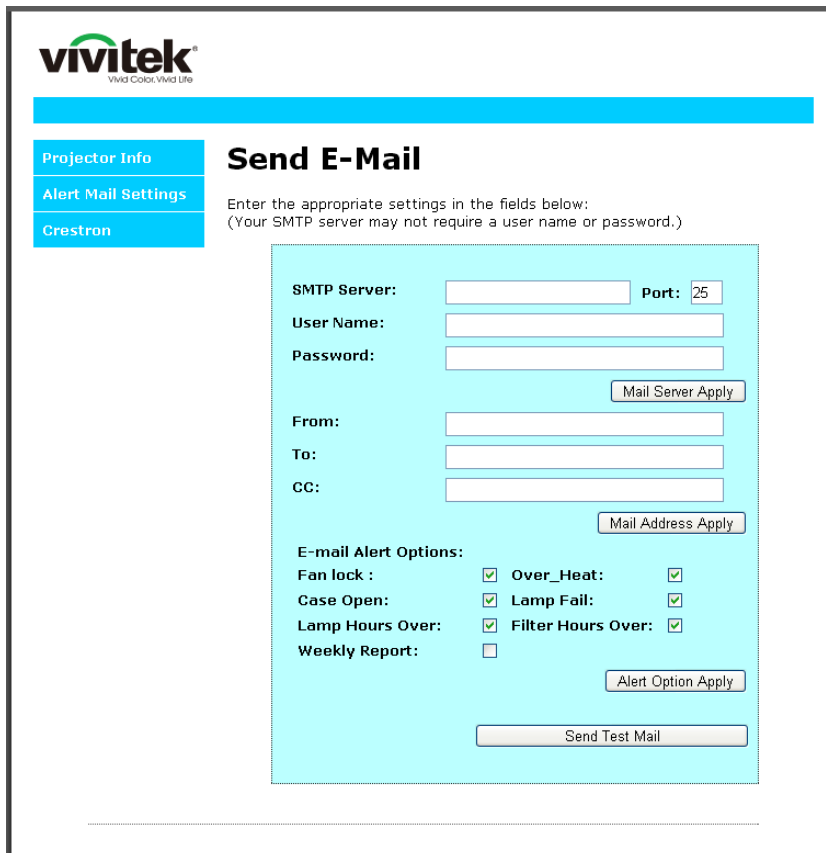 vivitek®
Vivid Color, Vivid Life
Projector Info
Alert Mail Settings
Crestron
Send E-Mail
Enter the appropriate settings in the fields below:
(Your SMTP server may not require a user name or password.)
SMTP Server: Port: 25
User Name:
Password:
Mail Server Apply
From:
To:
CC:
Mail Address Apply
E-mail Alert Options:
Fan lock : Over_Heat:
Case Open: Lamp Fail:
Lamp Hours Over: Filter Hours Over:
Weekly Report:
Alert Option Apply
Send Test Mail